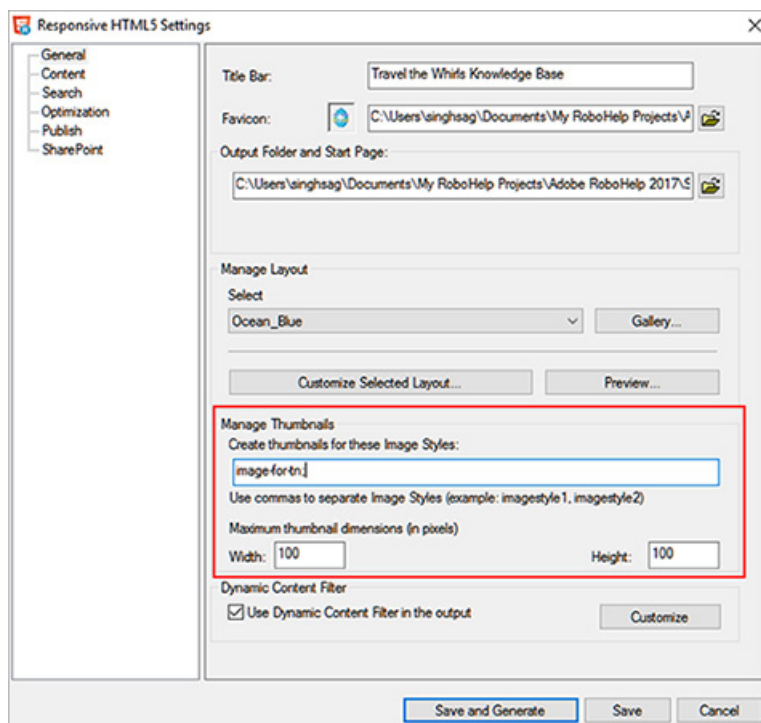 Responsive HTML5 Settings
General
Content
Search
Optimization
Publish
SharePoint
Title Bar: Travel the Whirls Knowledge Base
Favicon: C:\Users\singhsag\Documents\My RoboHelp Projects\A
Output Folder and Start Page:
C:\Users\singhsag\Documents\My RoboHelp Projects\Adobe RoboHelp 2017\S
Manage Layout
Select
Ocean_Blue Gallery...
Customize Selected Layout... Preview...
Manage Thumbnails
Create thumbnails for these Image Styles:
image-for-tn;
Use commas to separate Image Styles (example: imagestyle1, imagestyle2)
Maximum thumbnail dimensions (in pixels)
Width: 100 Height: 100
Dynamic Content Filter
Use Dynamic Content Filter in the output Customize
Save and Generate Save Cancel